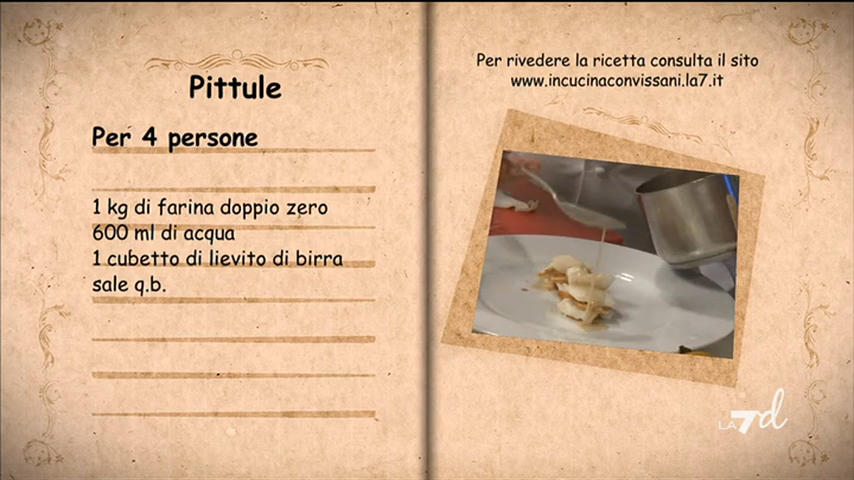 Pittule
Per 4 persone
1 kg di farina doppio zero
600 ml di acqua
1 cubetto di lievito di birra
sale q.b.
Per rivedere la ricetta consulta il sito
www.incucinaconvissani.la7.it
LA7d